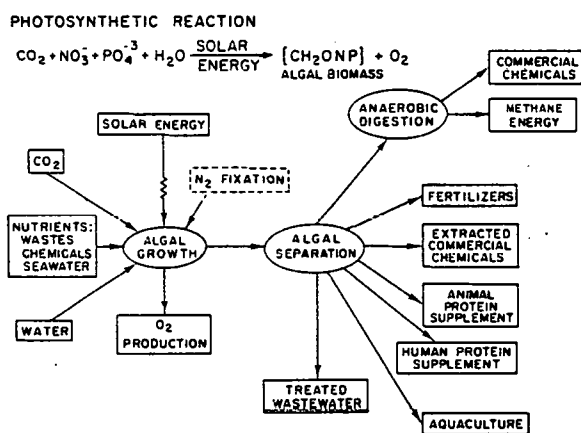 PHOTOSYNTHETIC REACTION
CO₂ + NO₃⁻ + PO₄⁻³ + H₂O SOLAR ENERGY {CH₂ONP} + O₂
ALGAL BIOMASS
COMMERCIAL
CHEMICALS
ANAEROBIC
DIGESTION
METHANE
ENERGY
SOLAR ENERGY
CO₂
N₂ FIXATION
NUTRIENTS:
WASTES
CHEMICALS
SEAWATER
ALGAL
GROWTH
ALGAL
SEPARATION
FERTILIZERS
EXTRACTED
COMMERCIAL
CHEMICALS
ANIMAL
PROTEIN
SUPPLEMENT
WATER
O₂
PRODUCTION
HUMAN PROTEIN
SUPPLEMENT
TREATED
WASTEWATER
AQUACULTURE